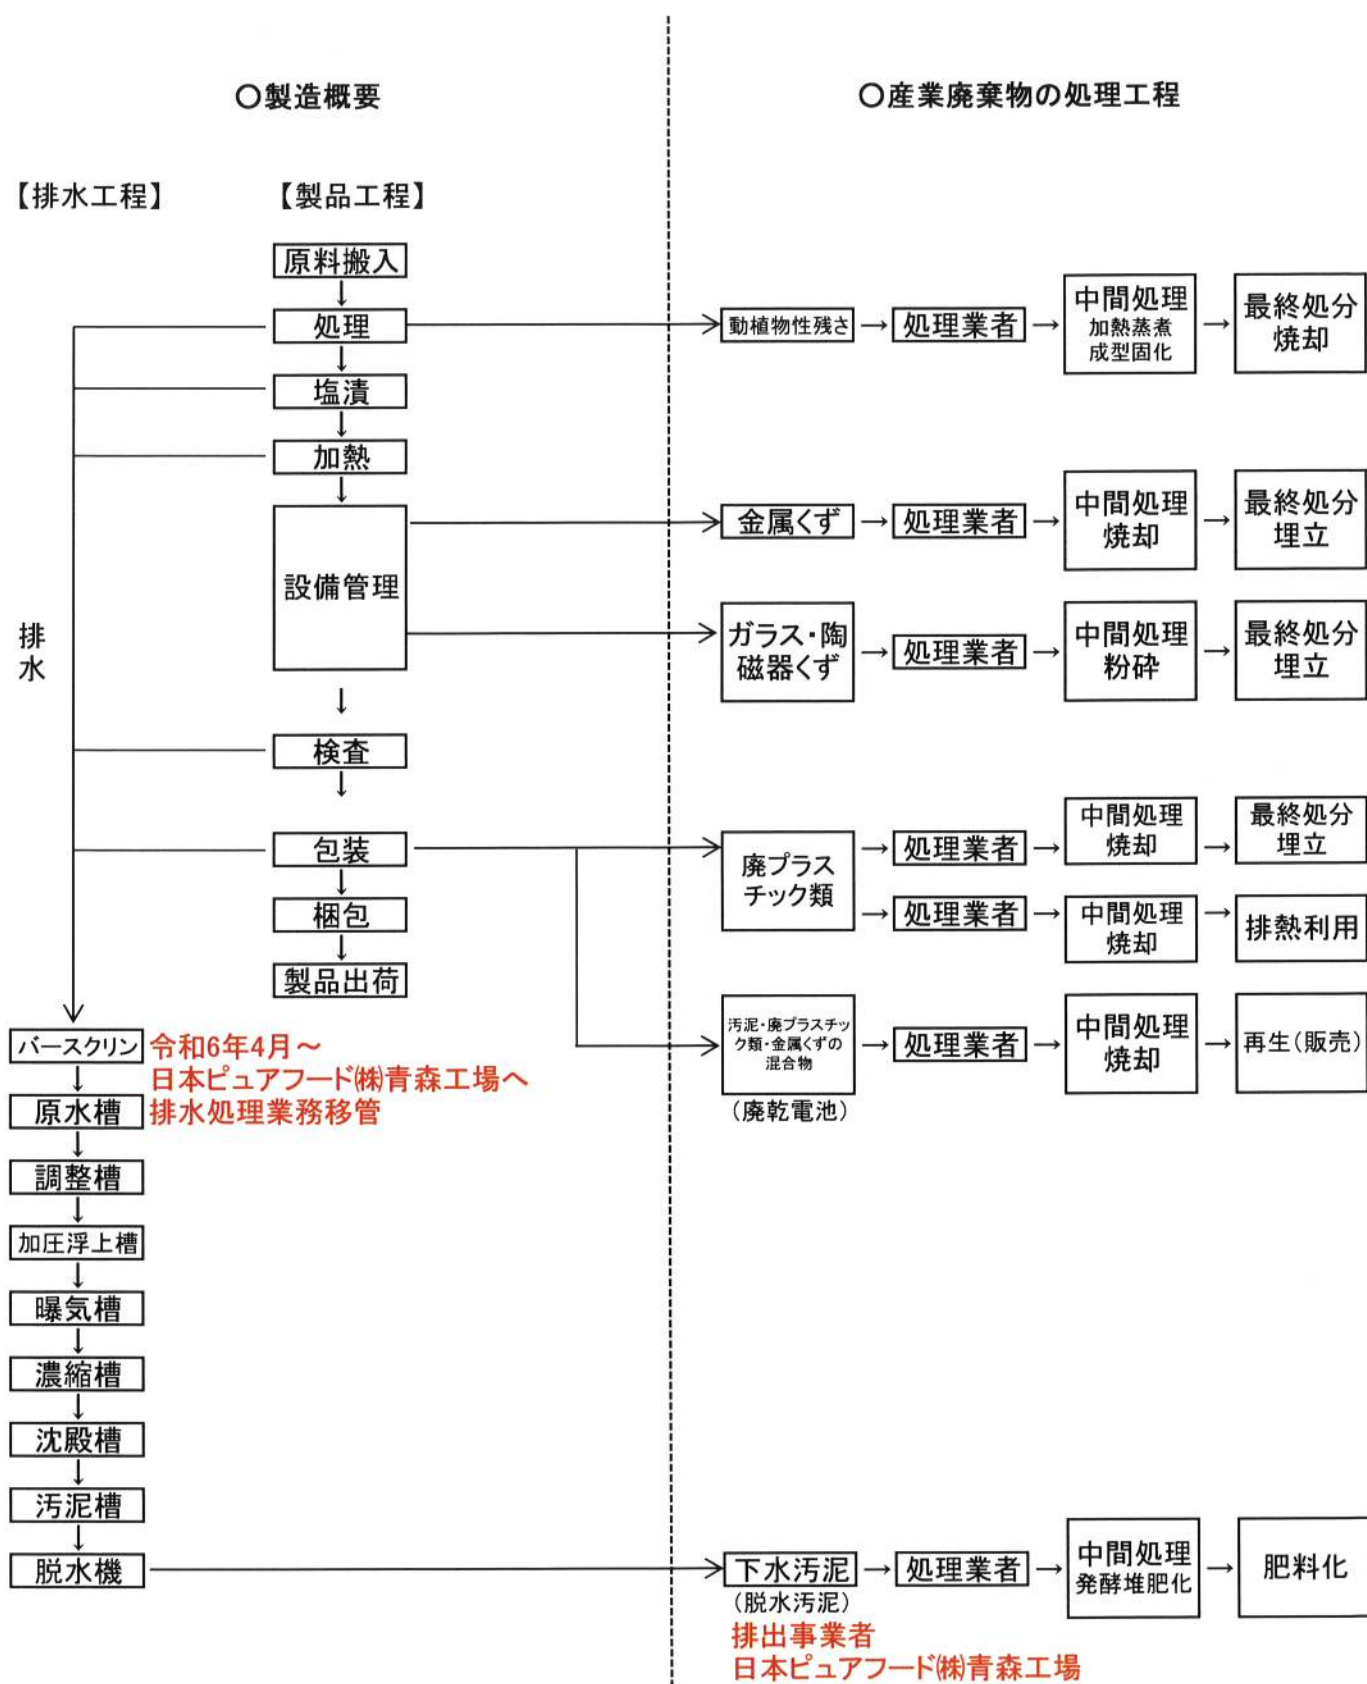 ○製造概要
【排水工程】
【製品工程】
原料搬入
処理
塩漬
加熱
設備管理
検査
包装
梱包
製品出荷
排
水
バースクリン
原水槽
調整槽
加圧浮上槽
曝気槽
濃縮槽
沈殿槽
汚泥槽
脱水機
令和6年4月～
日本ピュアフード㈱青森工場へ
排水処理業務移管
○産業廃棄物の処理工程
動植物性残さ
処理業者
中間処理
加熱蒸煮
成型固化
最終処分
焼却
金属くず
処理業者
中間処理
焼却
最終処分
埋立
ガラス・陶
磁器くず
処理業者
中間処理
粉砕
最終処分
埋立
廃プラス
チック類
処理業者
中間処理
焼却
最終処分
埋立
処理業者
中間処理
焼却
排熱利用
汚泥・廃プラスチッ
ク類・金属くずの
混合物
(廃乾電池)
処理業者
中間処理
焼却
再生(販売)
下水汚泥
(脱水汚泥)
処理業者
中間処理
発酵堆肥化
肥料化
排出事業者
日本ピュアフード㈱青森工場